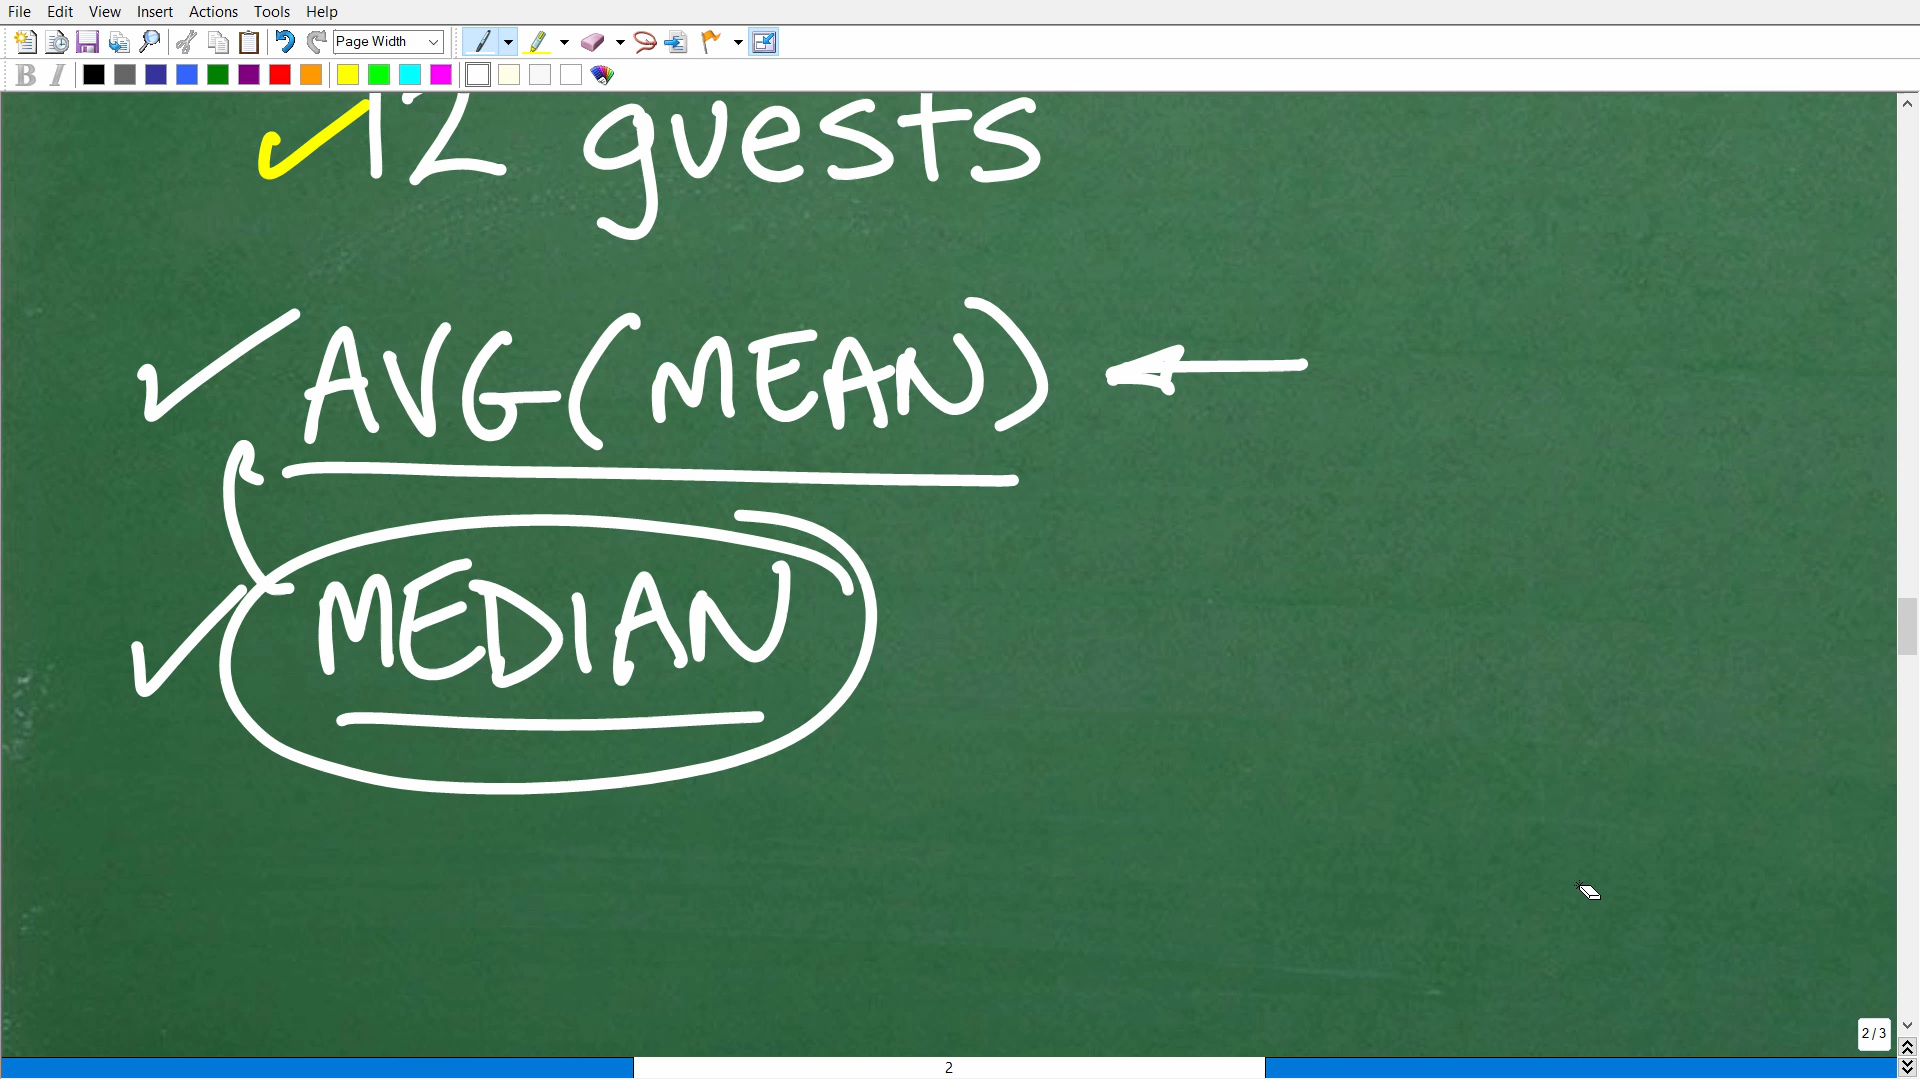 File Edit View Insert Actions Tools Help
Page Width
B I
12 guests
AVG (MEAN)
MEDIAN
2 / 3
2